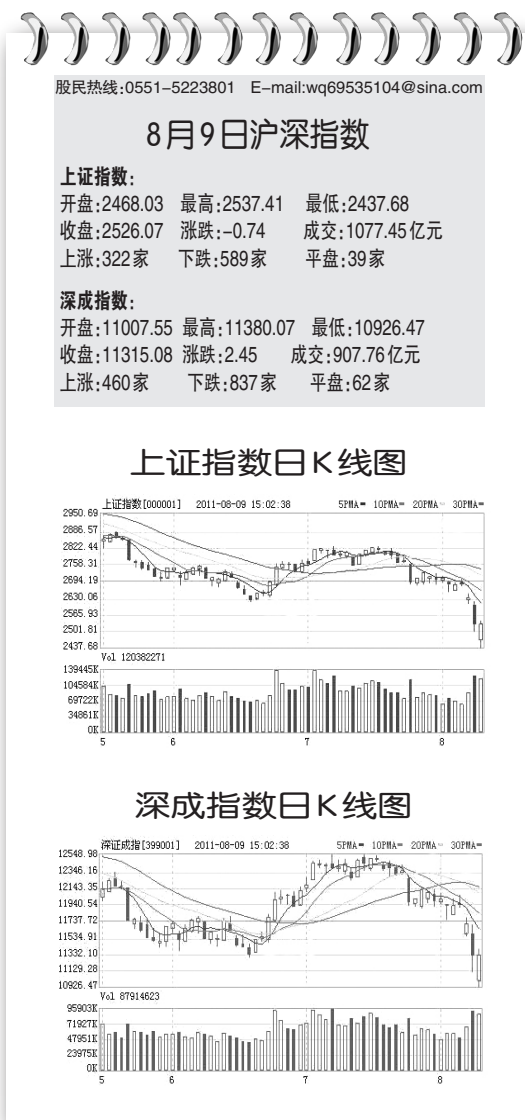 股民热线:0551-5223801 E-mail:wq69535104@sina.com
8月9日沪深指数
上证指数:
开盘:2468.03 最高:2537.41 最低:2437.68
收盘:2526.07 涨跌:-0.74 成交:1077.45亿元
上涨:322家 下跌:589家 平盘:39家
深成指数:
开盘:11007.55 最高:11380.07 最低:10926.47
收盘:11315.08 涨跌:2.45 成交:907.76亿元
上涨:460家 下跌:837家 平盘:62家
上证指数日K线图
上证指数[000001] 2011-08-09 15:02:38 5PMA 10PMA 20PMA 30PMA
2950.69
2886.57
2822.44
2758.31
2694.19
2630.06
2565.93
2501.81
2437.68
Vol 120382271
139445K
104584K
69722K
34861K
0K
5 6 7 8
深成指数日K线图
深证成指[399001] 2011-08-09 15:02:38 5PMA 10PMA 20PMA 30PMA
12548.98
12346.16
12143.35
11940.54
11737.72
11534.91
11332.10
11129.28
10926.47
Vol 87914623
95903K
71927K
47951K
23975K
0K
5 6 7 8